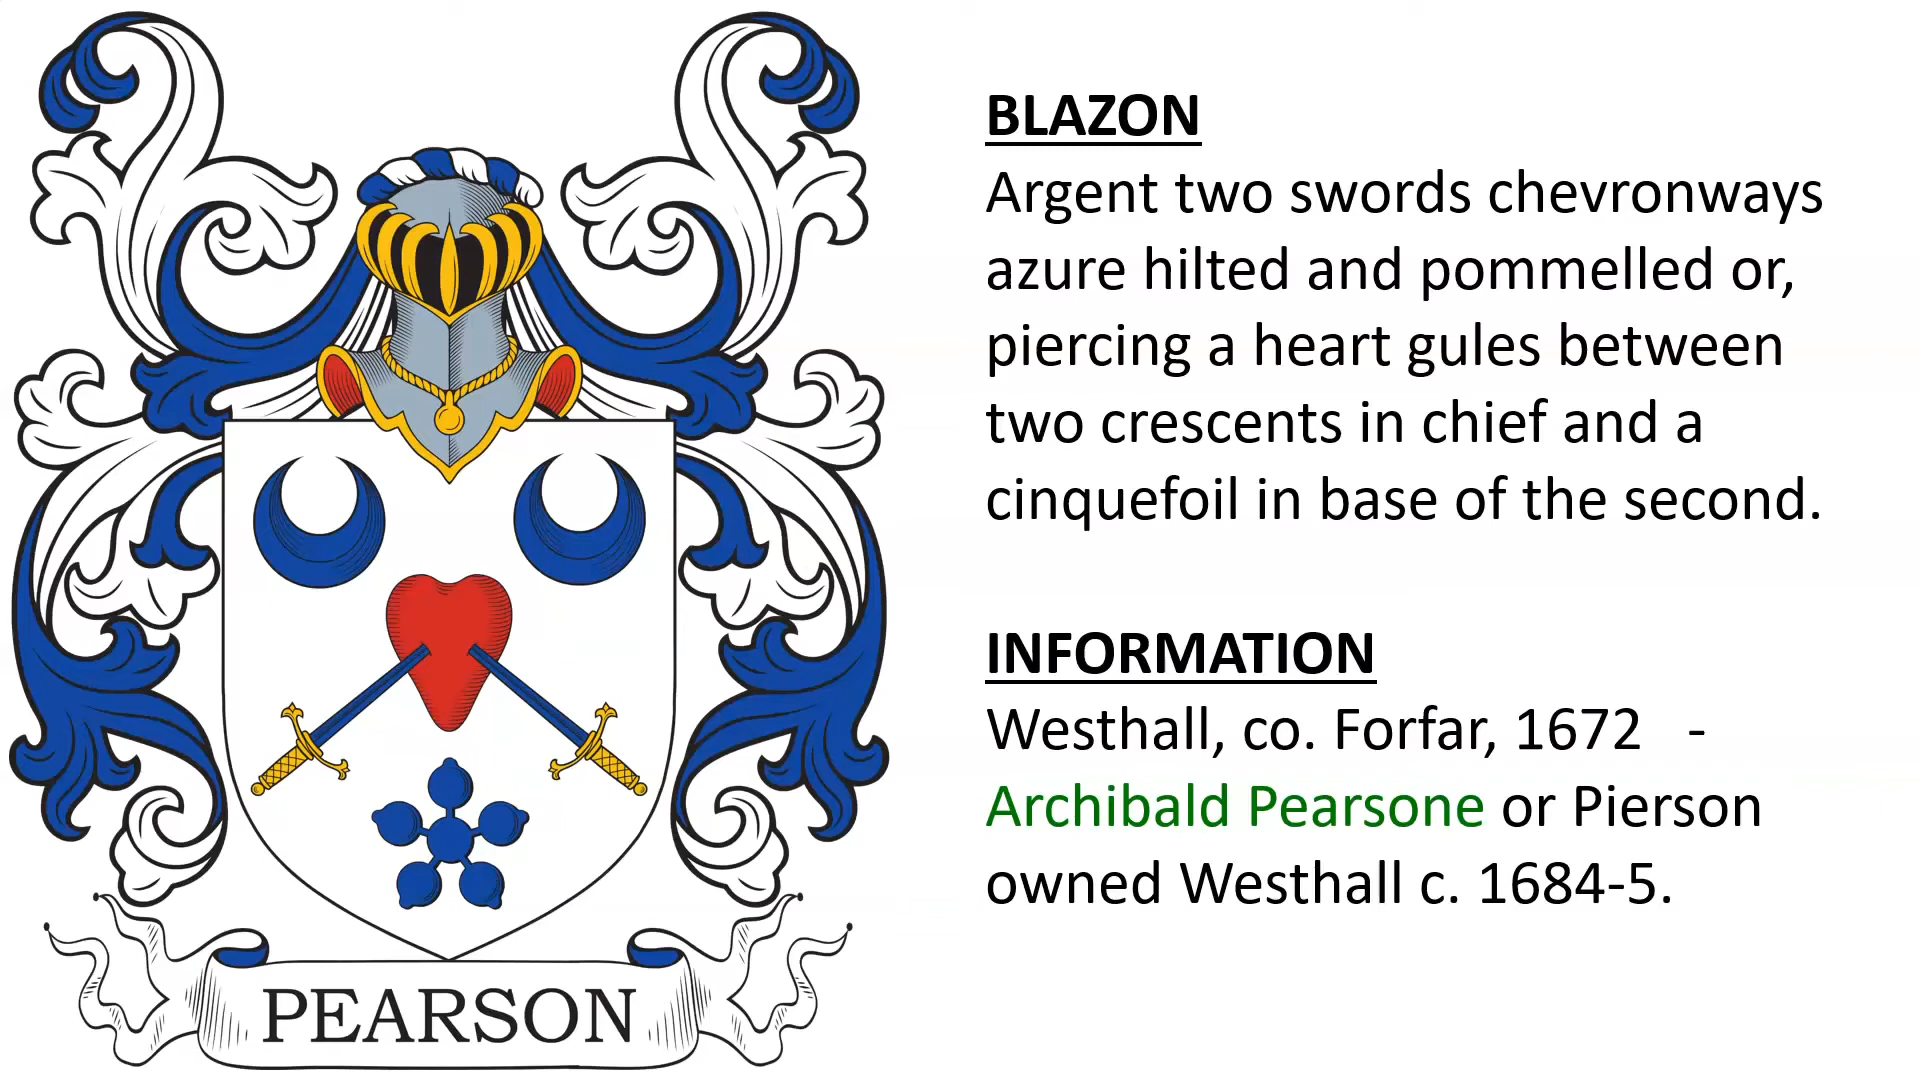 BLAZON
Argent two swords chevronways
azure hilted and pommelled or,
piercing a heart gules between
two crescents in chief and a
cinquefoil in base of the second.
INFORMATION
Westhall, co. Forfar, 1672 -
Archibald Pearsone or Pierson
owned Westhall c. 1684-5.
PEARSON